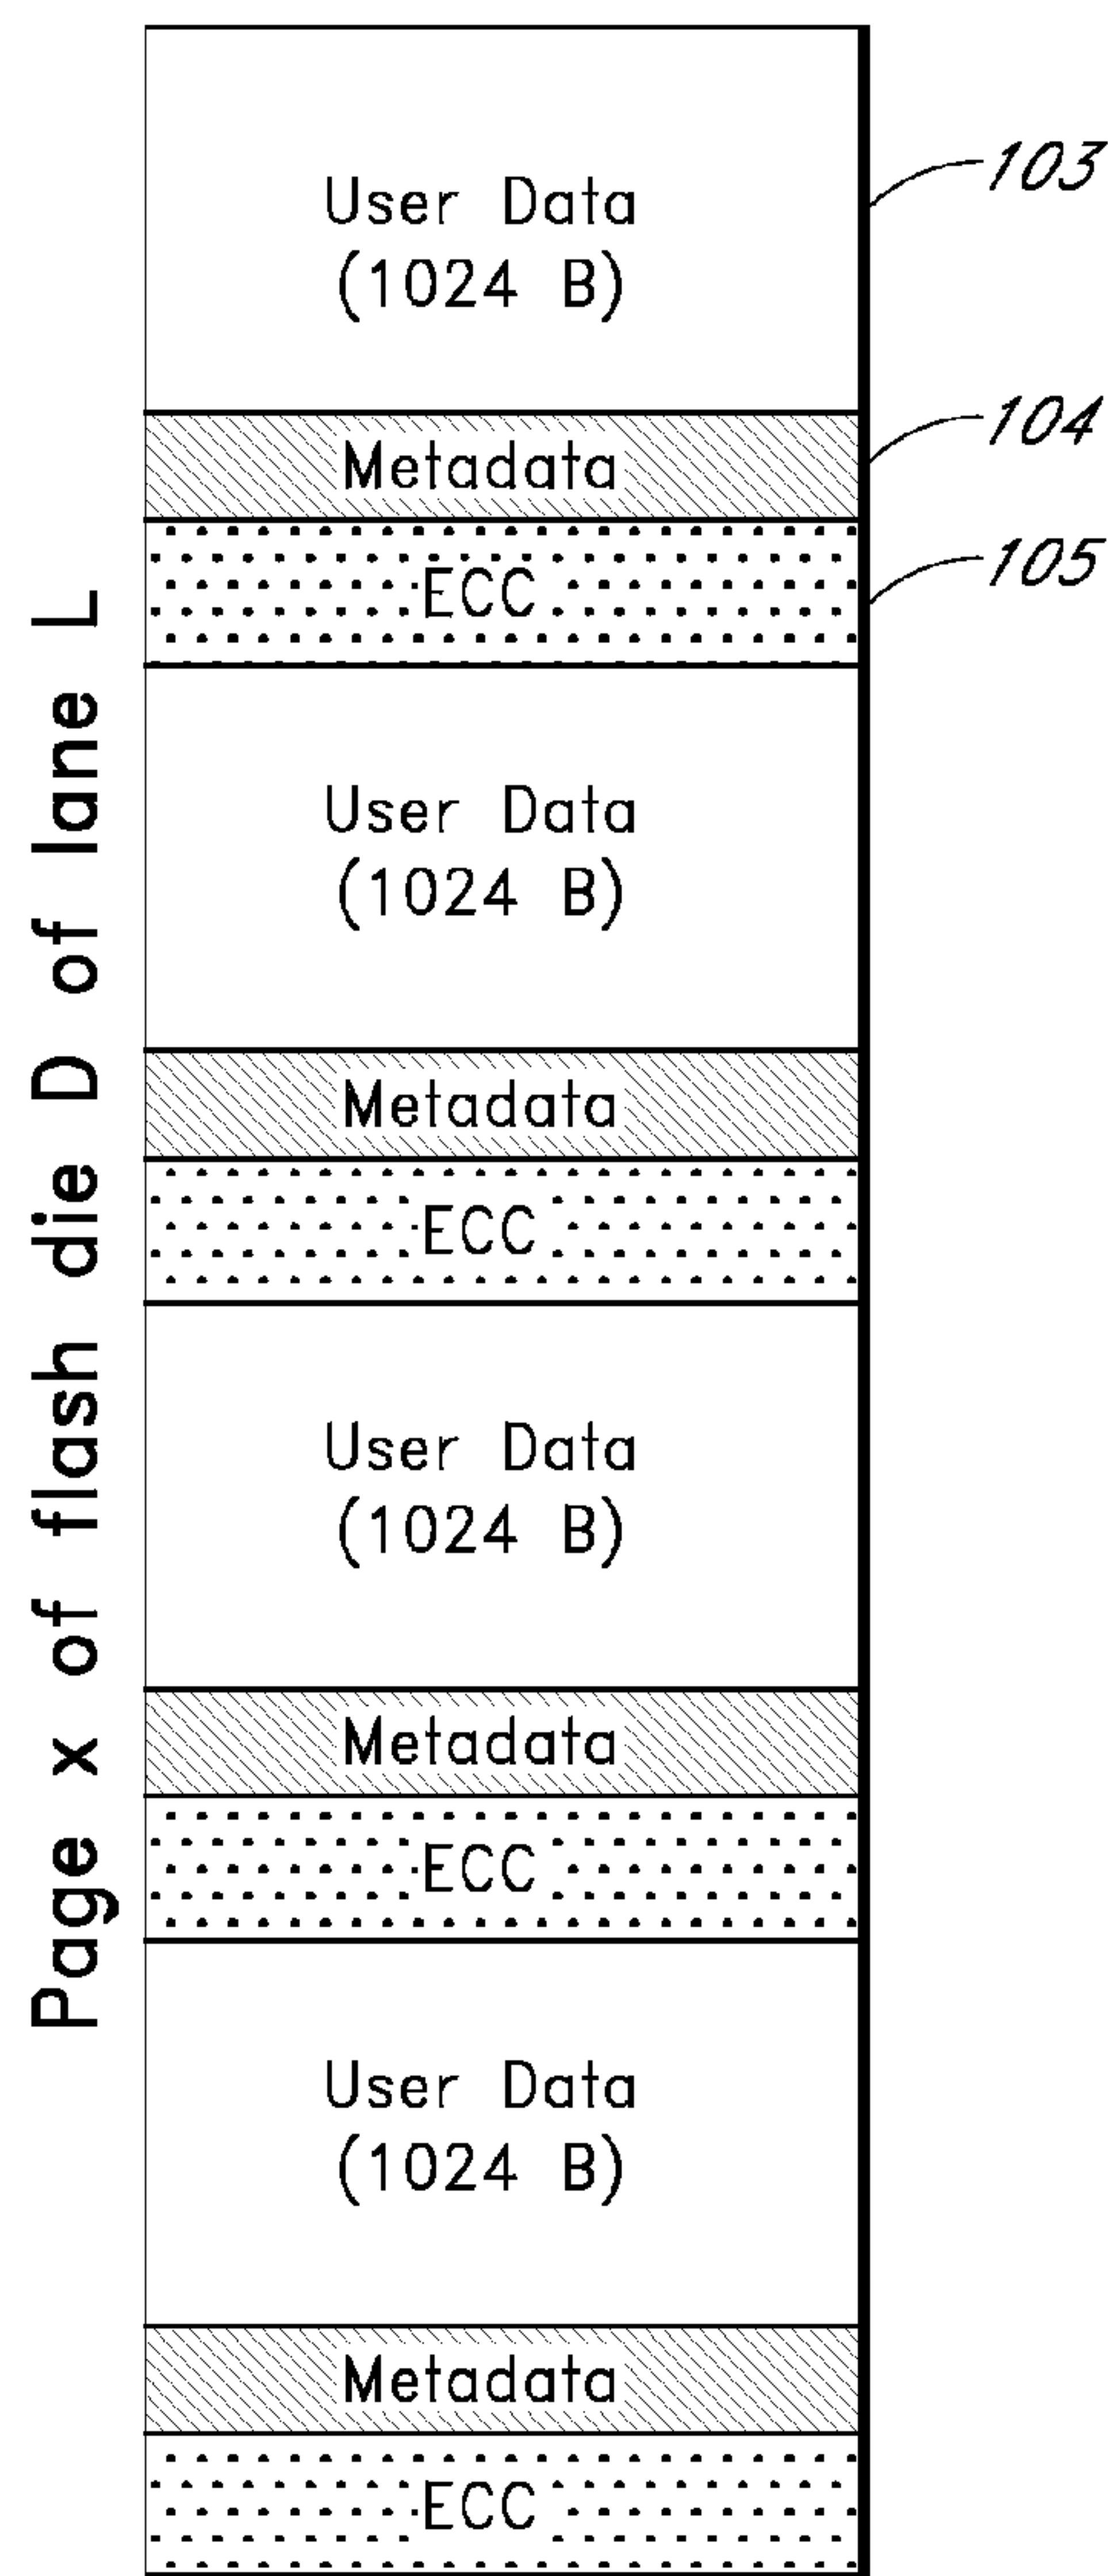 Page x of flash die D of lane L
User Data
(1024 B)
103
Metadata
104
ECC
105
User Data
(1024 B)
Metadata
ECC
User Data
(1024 B)
Metadata
ECC
User Data
(1024 B)
Metadata
ECC